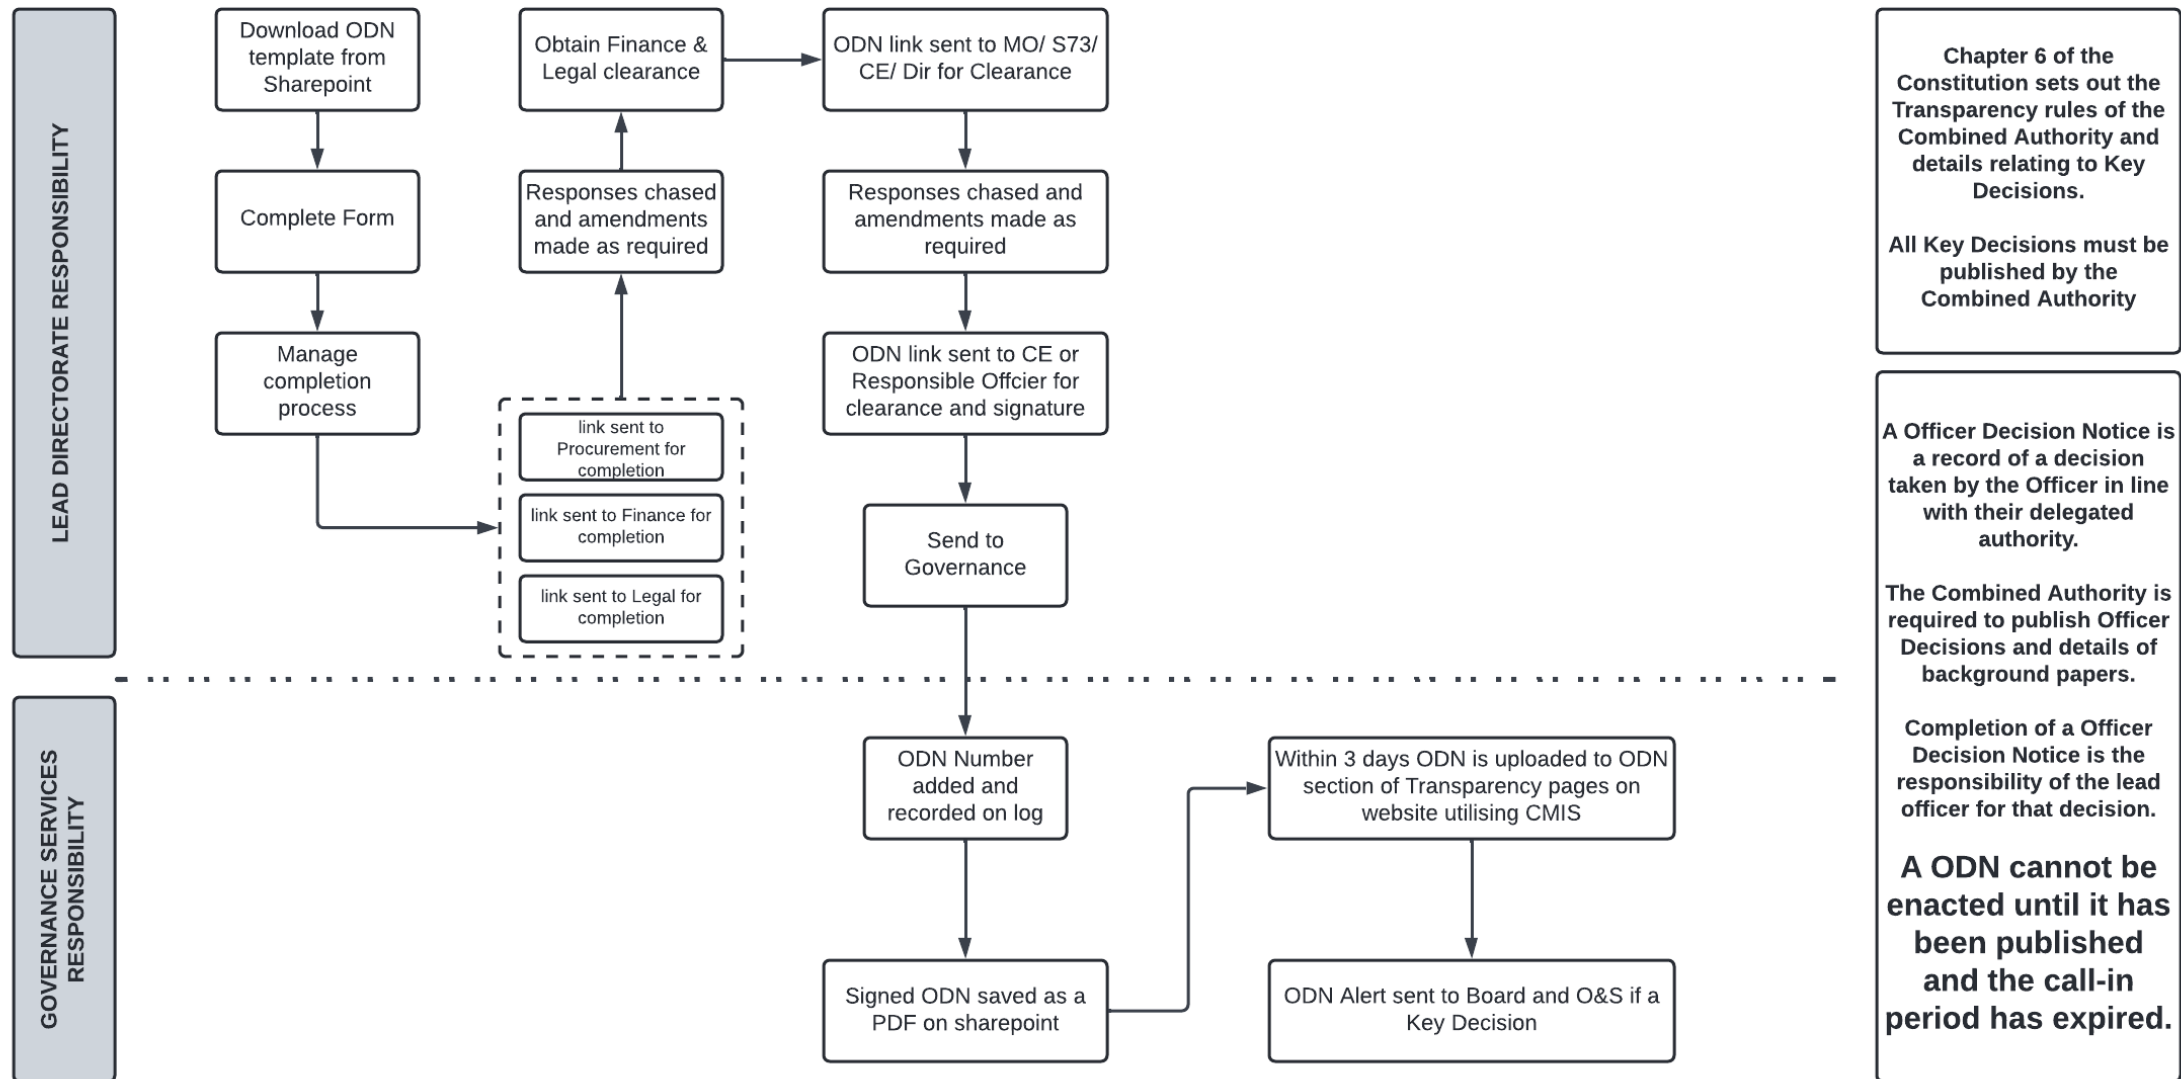 LEAD DIRECTORATE RESPONSIBILITY
Download ODN
template from
Sharepoint
Complete Form
Manage
completion
process
Obtain Finance &
Legal clearance
Responses chased
and amendments
made as required
link sent to
Procurement for
completion
link sent to Finance for
completion
link sent to Legal for
completion
ODN link sent to MO/ S73/
CE/ Dir for Clearance
Responses chased and
amendments made as
required
ODN link sent to CE or
Responsible Offcier for
clearance and signature
Send to
Governance
GOVERNANCE SERVICES
RESPONSIBILITY
ODN Number
added and
recorded on log
Signed ODN saved as a
PDF on sharepoint
Within 3 days ODN is uploaded to ODN
section of Transparency pages on
website utilising CMIS
ODN Alert sent to Board and O&S if a
Key Decision
Chapter 6 of the
Constitution sets out the
Transparency rules of the
Combined Authority and
details relating to Key
Decisions.
All Key Decisions must be
published by the
Combined Authority
A Officer Decision Notice is
a record of a decision
taken by the Officer in line
with their delegated
authority.
The Combined Authority is
required to publish Officer
Decisions and details of
background papers.
Completion of a Officer
Decision Notice is the
responsibility of the lead
officer for that decision.
A ODN cannot be
enacted until it has
been published
and the call-in
period has expired.